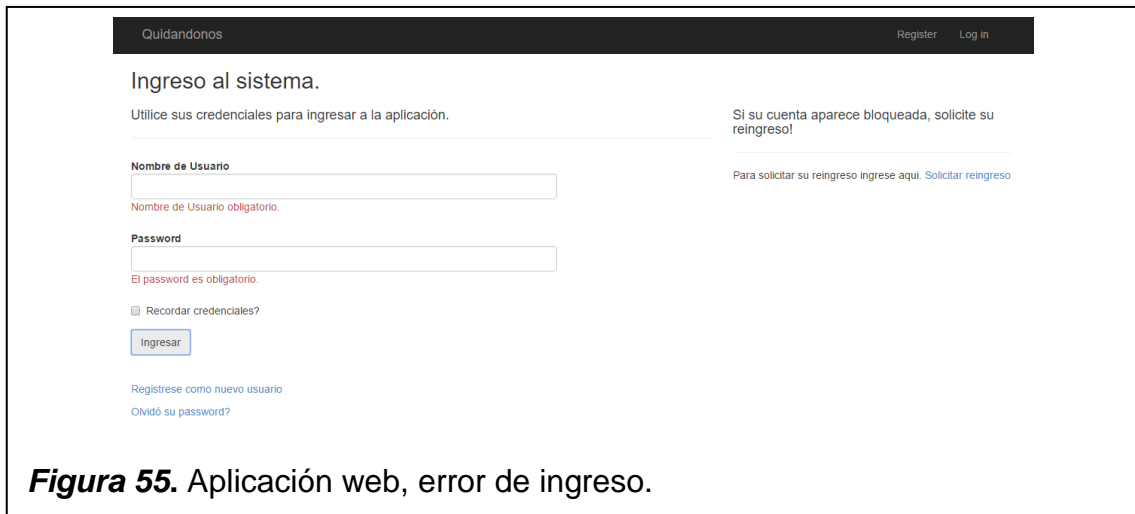 Quidandonos
Register
Log in
Ingreso al sistema.
Utilice sus credenciales para ingresar a la aplicación.
Nombre de Usuario
Nombre de Usuario obligatorio.
Password
El password es obligatorio.
Recordar credenciales?
Ingresar
Registrese como nuevo usuario
Olvidó su password?
Si su cuenta aparece bloqueada, solicite su
reingreso!
Para solicitar su reingreso ingrese aqui. Solicitar reingreso
Figura 55. Aplicación web, error de ingreso.